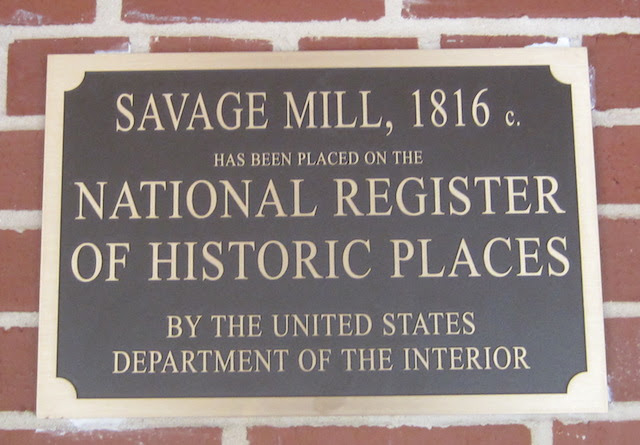 SAVAGE MILL, 1816 c.
HAS BEEN PLACED ON THE
NATIONAL REGISTER
OF HISTORIC PLACES
BY THE UNITED STATES
DEPARTMENT OF THE INTERIOR